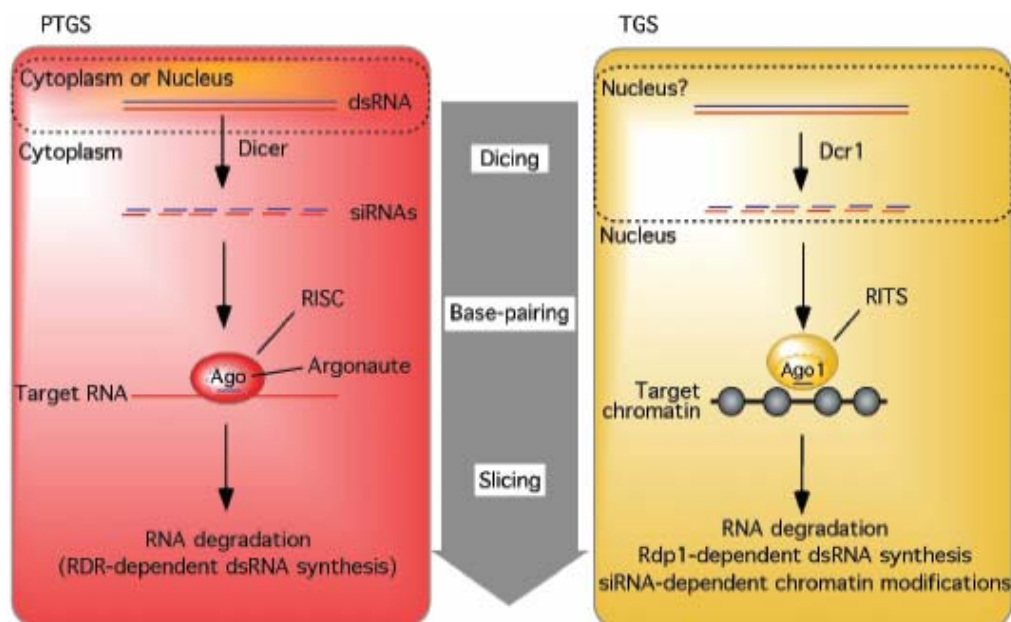 PTGS
Cytoplasm or Nucleus
dsRNA
Cytoplasm
Dicer
siRNAs
RISC
Argonaute
Ago
Target RNA
RNA degradation
(RDR-dependent dsRNA synthesis)
Dicing
Base-pairing
Slicing
TGS
Nucleus?
Dcr1
Nucleus
RITS
Ago1
Target
chromatin
RNA degradation
Rdp1-dependent dsRNA synthesis
siRNA-dependent chromatin modifications